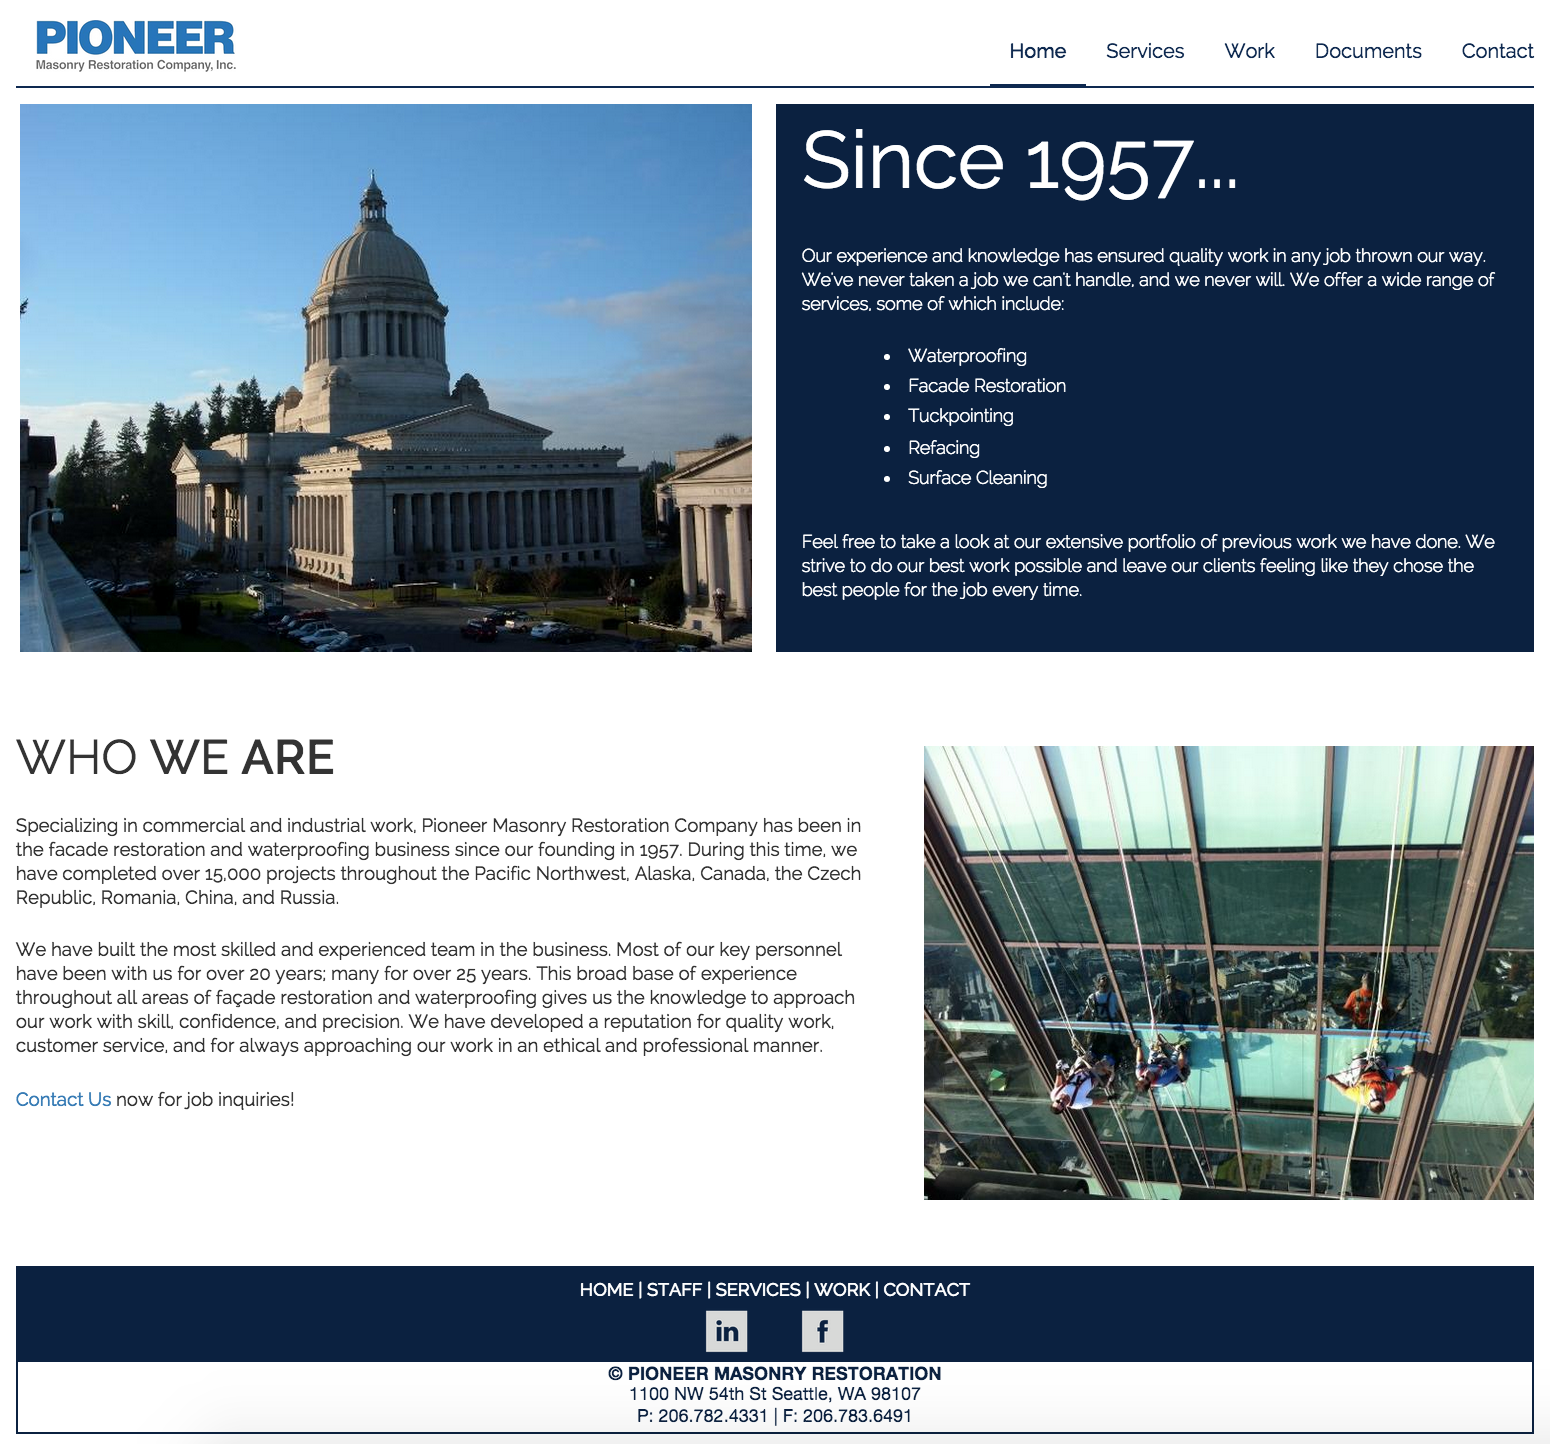 PIONEER
Masonry Restoration Company, Inc.
Home Services Work Documents Contact
Since 1957...
Our experience and knowledge has ensured quality work in any job thrown our way.
We've never taken a job we can't handle, and we never will. We offer a wide range of
services, some of which include:
• Waterproofing
• Facade Restoration
• Tuckpointing
• Refacing
• Surface Cleaning
Feel free to take a look at our extensive portfolio of previous work we have done. We
strive to do our best work possible and leave our clients feeling like they chose the
best people for the job every time.
WHO WE ARE
Specializing in commercial and industrial work, Pioneer Masonry Restoration Company has been in
the facade restoration and waterproofing business since our founding in 1957. During this time, we
have completed over 15,000 projects throughout the Pacific Northwest, Alaska, Canada, the Czech
Republic, Romania, China, and Russia.
We have built the most skilled and experienced team in the business. Most of our key personnel
have been with us for over 20 years; many for over 25 years. This broad base of experience
throughout all areas of façade restoration and waterproofing gives us the knowledge to approach
our work with skill, confidence, and precision. We have developed a reputation for quality work,
customer service, and for always approaching our work in an ethical and professional manner.
Contact Us now for job inquiries!
HOME | STAFF | SERVICES | WORK | CONTACT
in f
© PIONEER MASONRY RESTORATION
1100 NW 54th St Seattle, WA 98107
P: 206.782.4331 | F: 206.783.6491